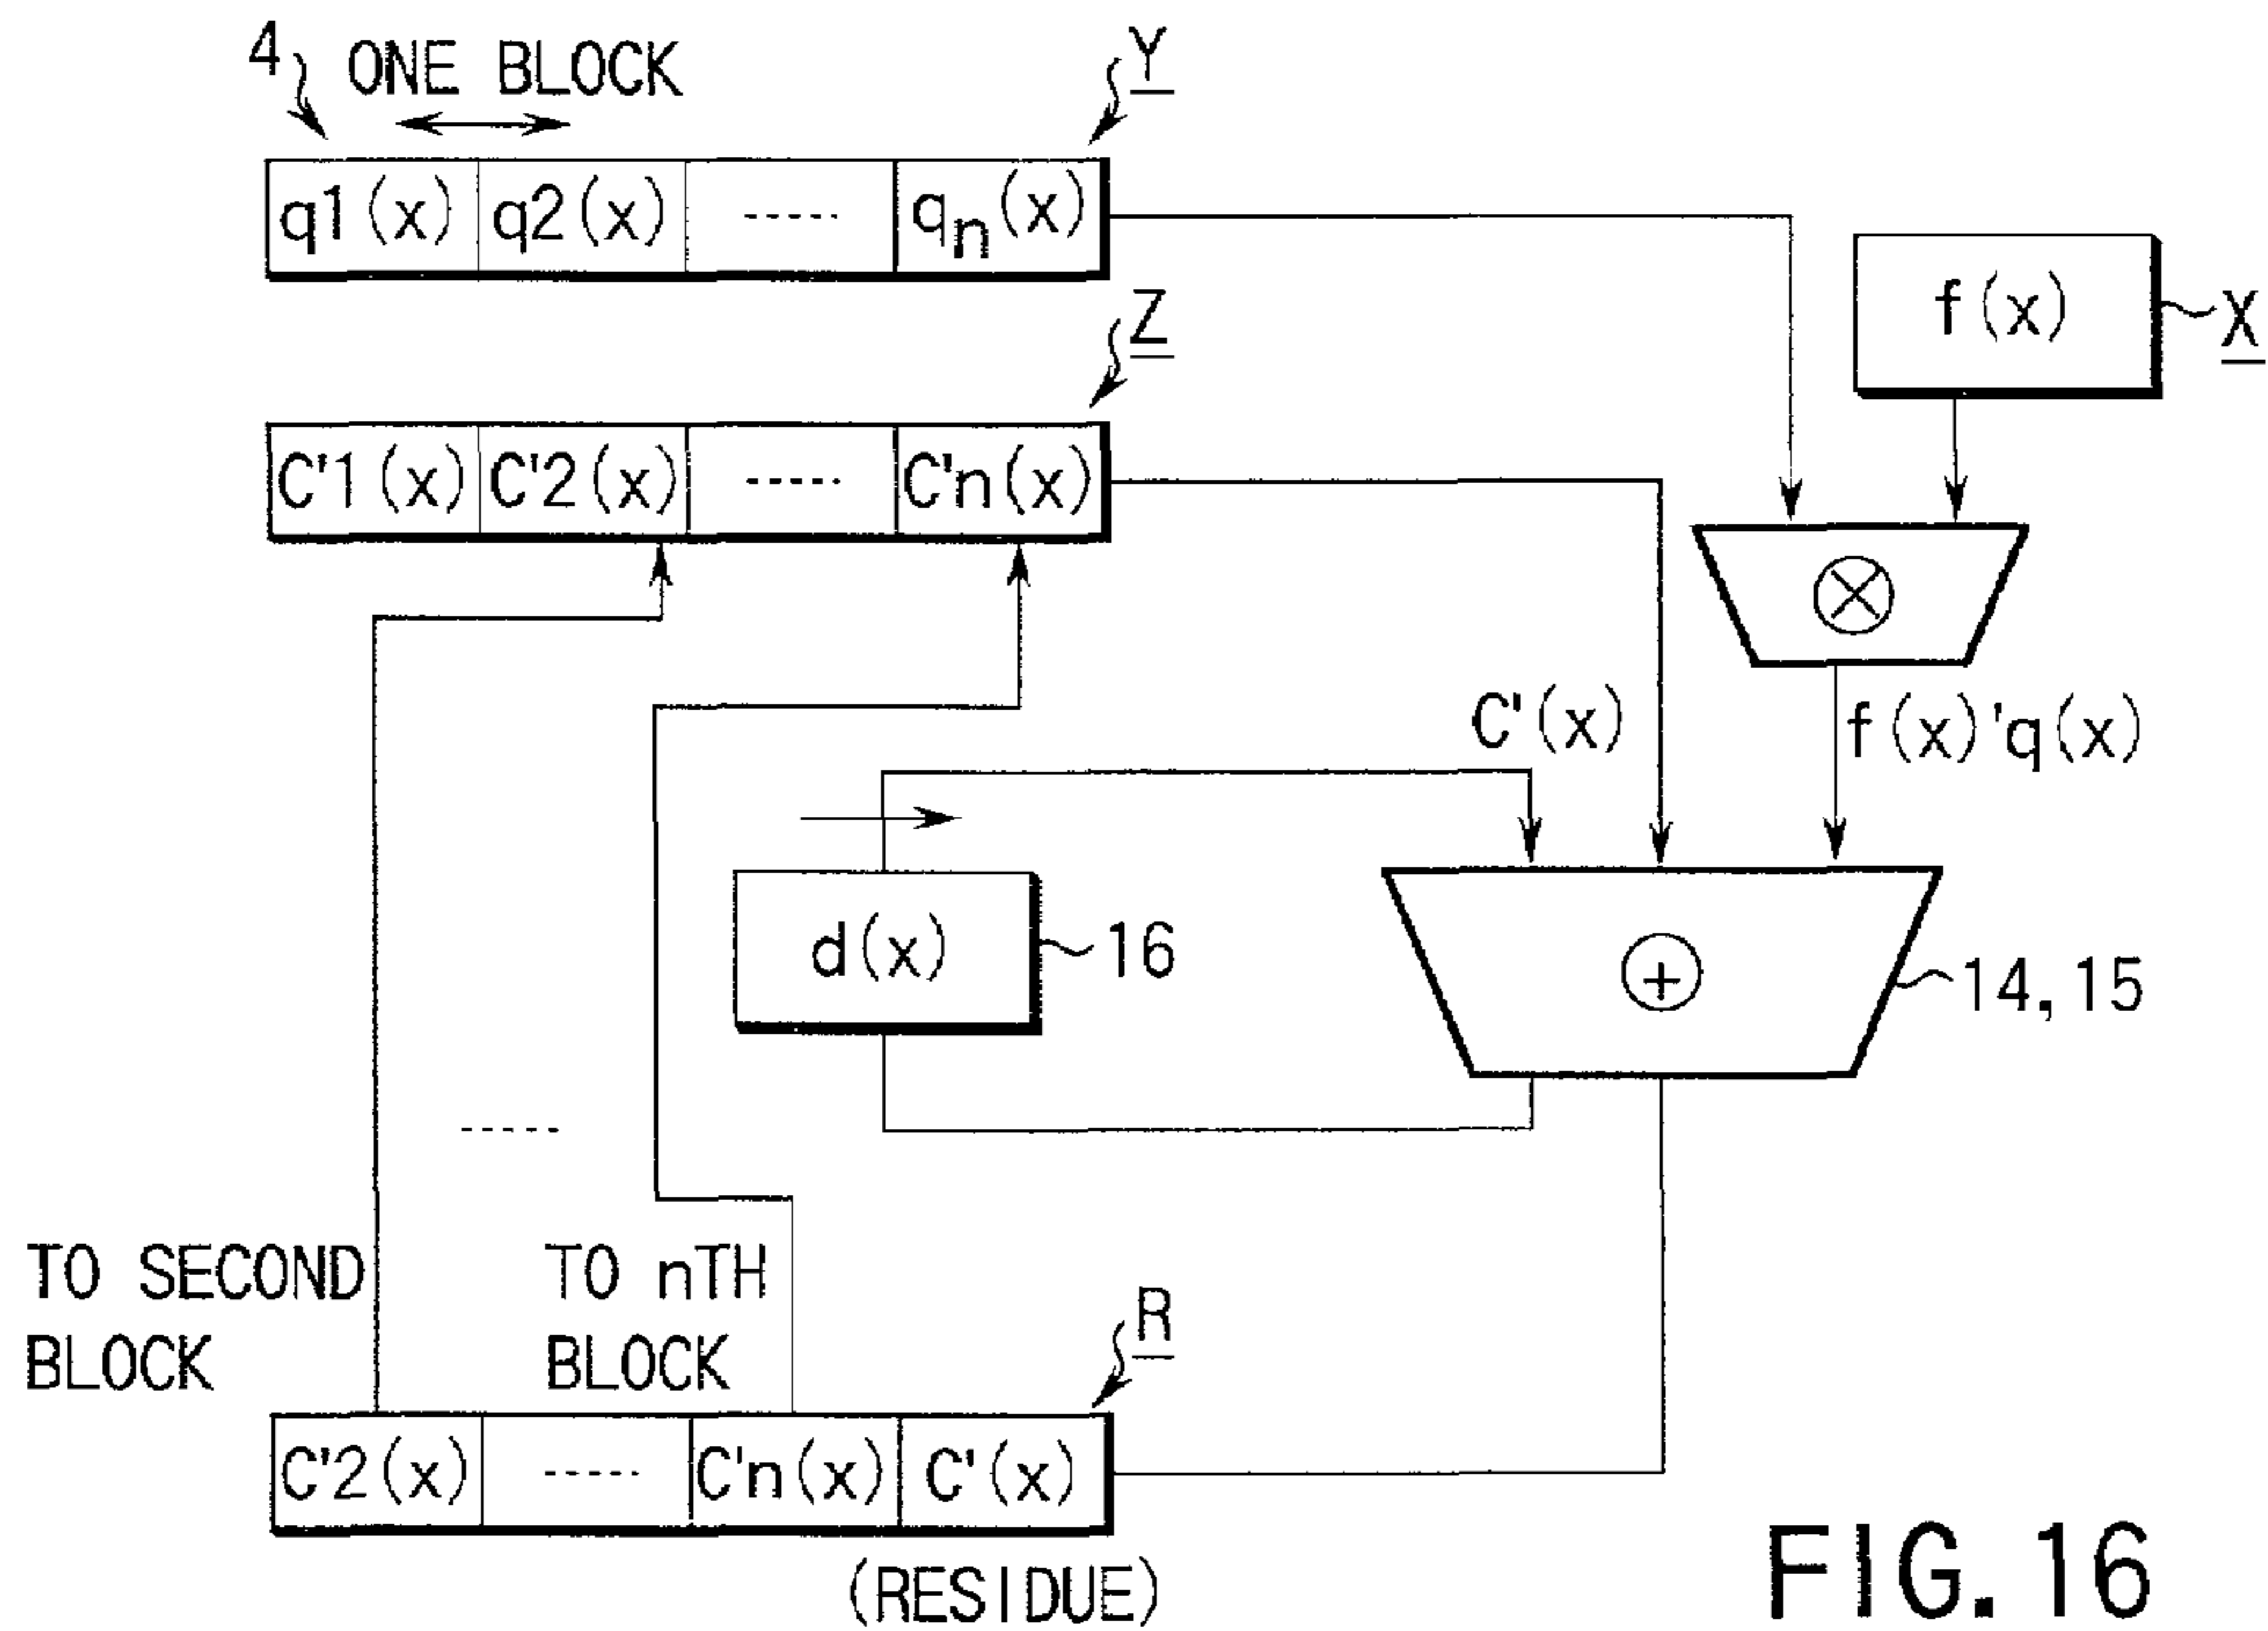 4 ONE BLOCK Y
q1(x) q2(x) ----- qn(x)
f(x) X
Z
C'1(x) C'2(x) ----- C'n(x)
⊗
C'(x) f(x)'q(x)
d(x) 16
+ 14,15
-----
TO SECOND BLOCK
TO nTH BLOCK
R
C'2(x) ----- C'n(x) C'(x)
(RESIDUE)
FIG.16